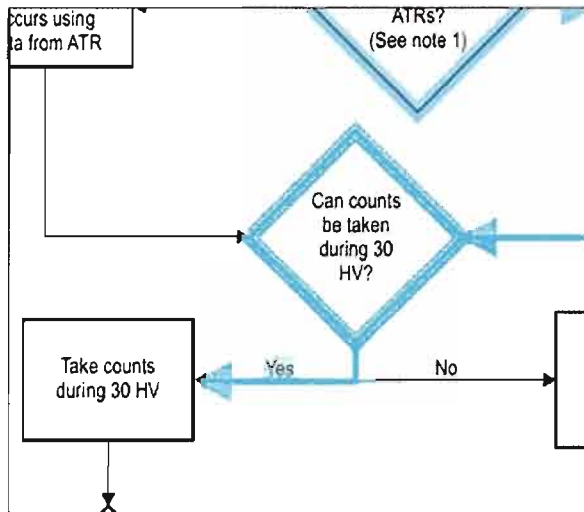 ccurs using
ta from ATR
ATRs?
(See note 1)
Can counts
be taken
during 30
HV?
Yes
No
Take counts
during 30 HV